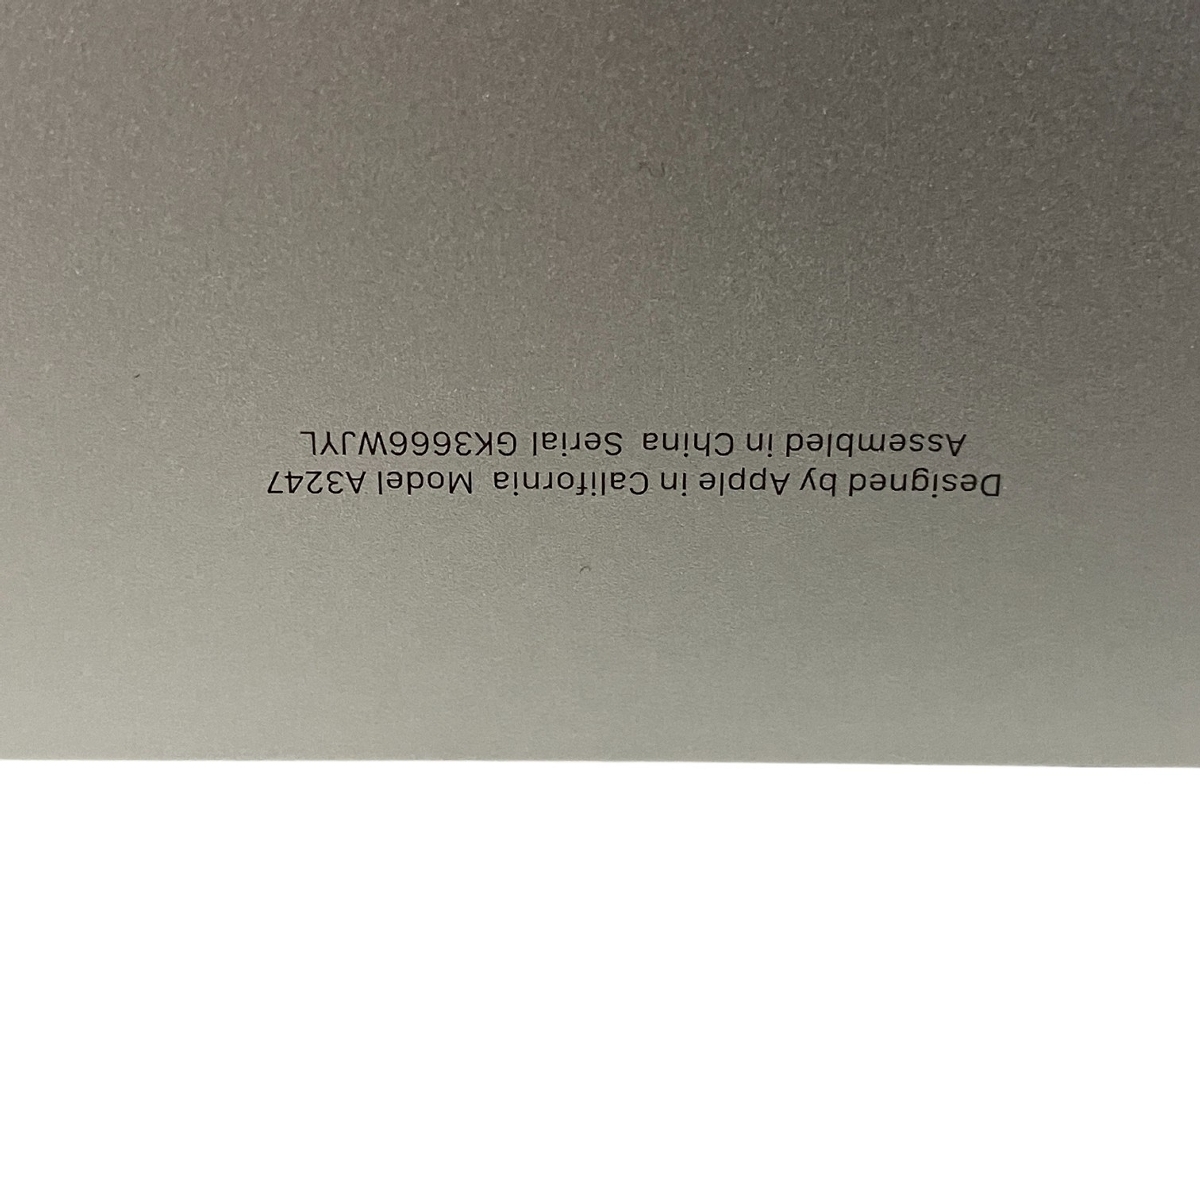 Designed by Apple in California Model A3247
Assembled in China Serial GK3666WJYL